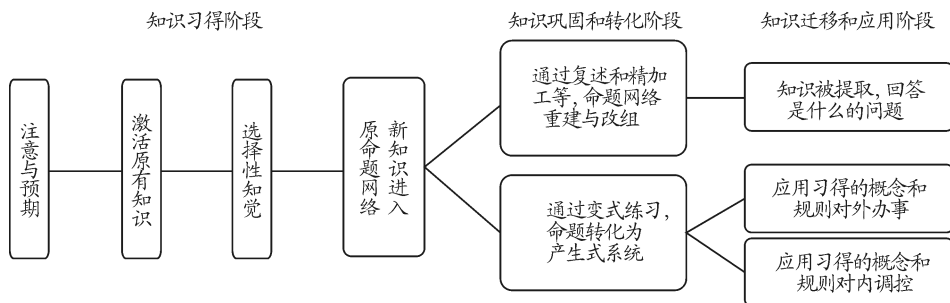 知识习得阶段
知识巩固和转化阶段
知识迁移和应用阶段
注意与预期
激活原有知识
选择性知觉
新知识进入
原命题网络
通过复述和精加
工等，命题网络
重建与改组
知识被提取，回答
是什么的问题
通过变式练习，
命题转化为
产生式系统
应用习得的概念和
规则对外办事
应用习得的概念和
规则对内调控